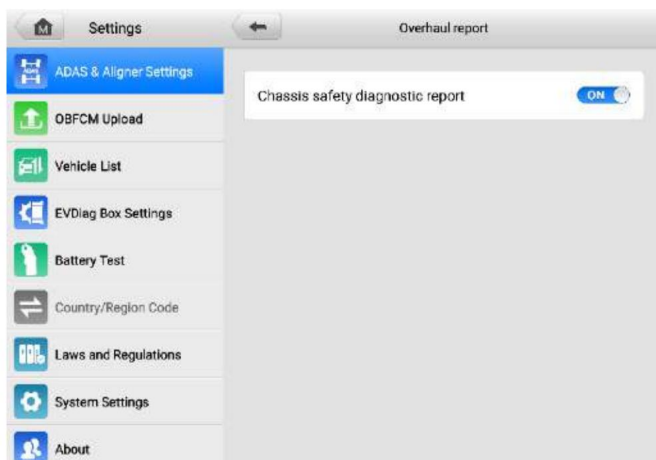 Settings
Overhaul report
ADAS & Aligner Settings
Chassis safety diagnostic report
ON
OBFCM Upload
Vehicle List
EVDiag Box Settings
Battery Test
Country/Region Code
Laws and Regulations
System Settings
About